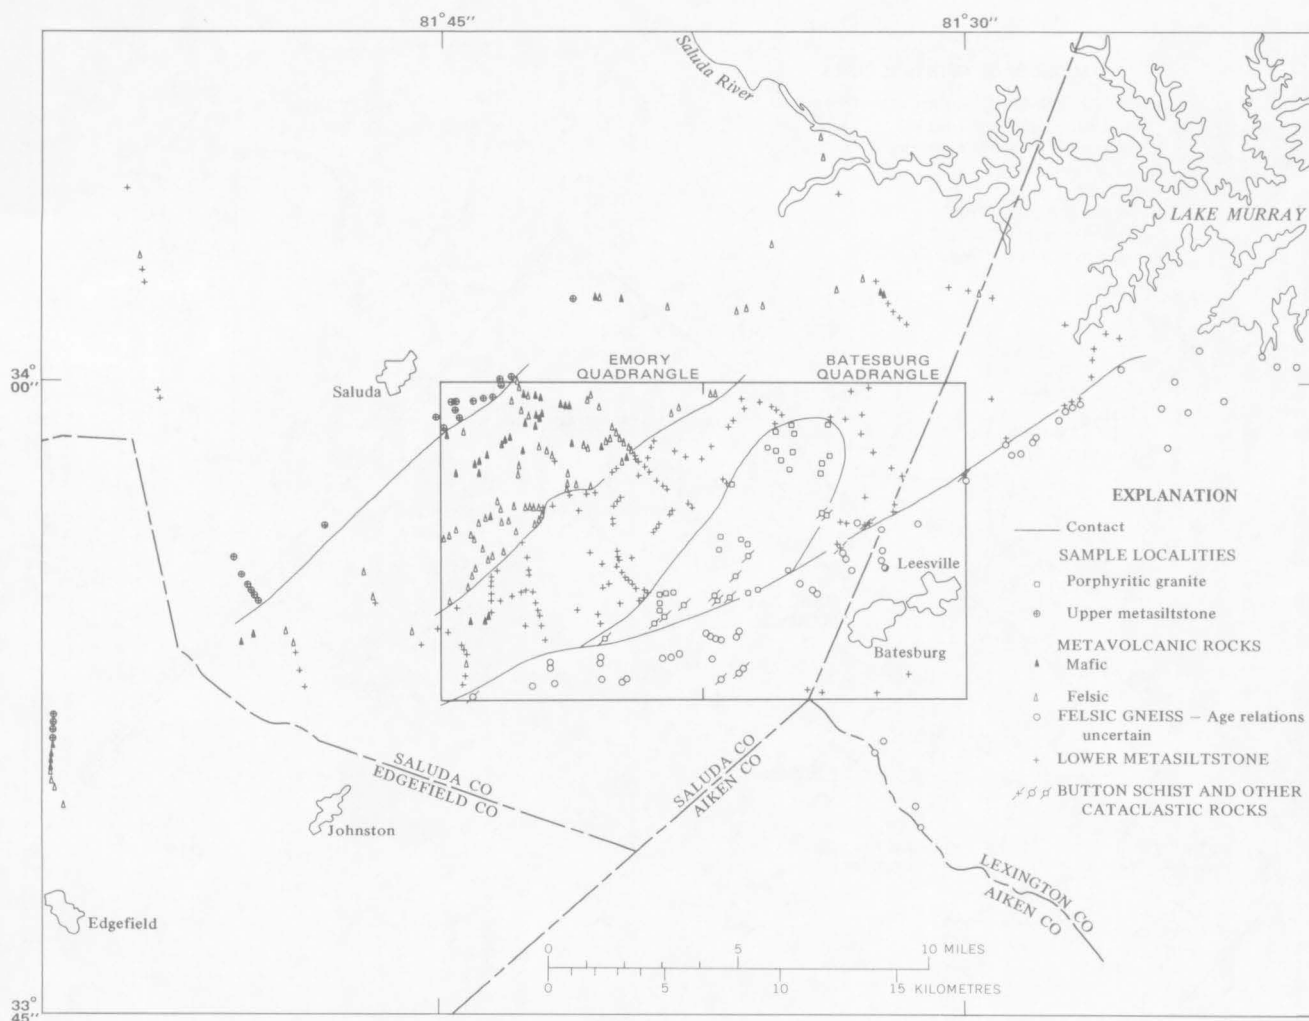 81°45"
81°30"
Saluda River
LAKE MURRAY
34°
00"
EMORY
QUADRANGLE
BATESBURG
QUADRANGLE
Saluda
EXPLANATION
Contact
SAMPLE LOCALITIES
Porphyritic granite
Upper metasiltstone
METAVOLCANIC ROCKS
Mafic
Felsic
FELSIC GNEISS — Age relations
uncertain
LOWER METASILTSTONE
BUTTON SCHIST AND OTHER
CATACLASTIC ROCKS
Leesville
Batesburg
SALUDA CO
EDGEFIELD CO
SALUDA CO
AIKEN CO
Johnston
LEXINGTON CO
AIKEN CO
Edgefield
0 5 10 MILES
0 5 10 15 KILOMETRES
33°
45"